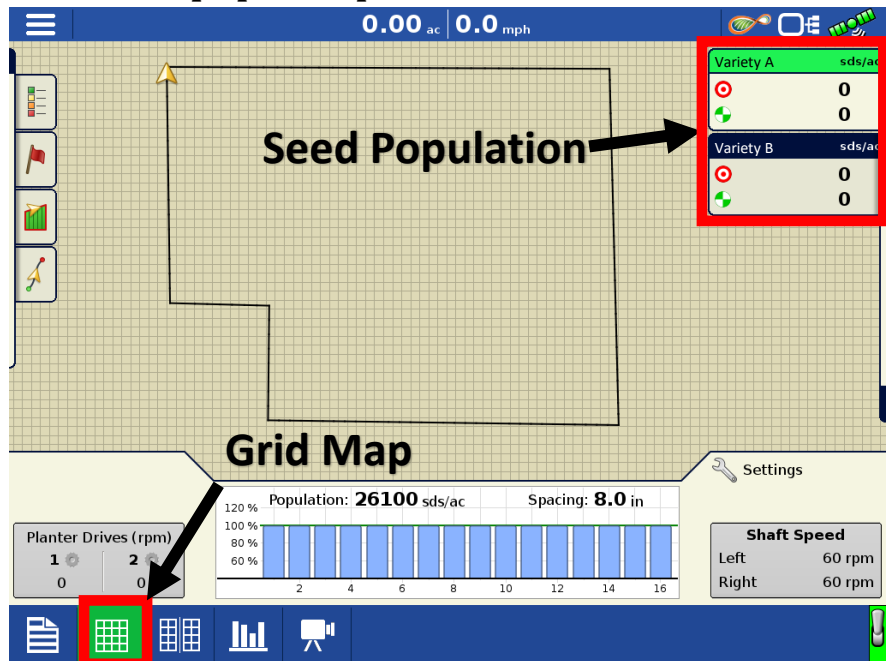 0.00 ac 0.0 mph
Variety A sds/ac
0
0
Seed Population
Variety B sds/ac
0
0
Grid Map
Settings
Population: 26100 sds/ac Spacing: 8.0 in
120 %
100 %
80 %
60 %
2 4 6 8 10 12 14 16
Planter Drives (rpm)
1 2
0 0
Shaft Speed
Left 60 rpm
Right 60 rpm